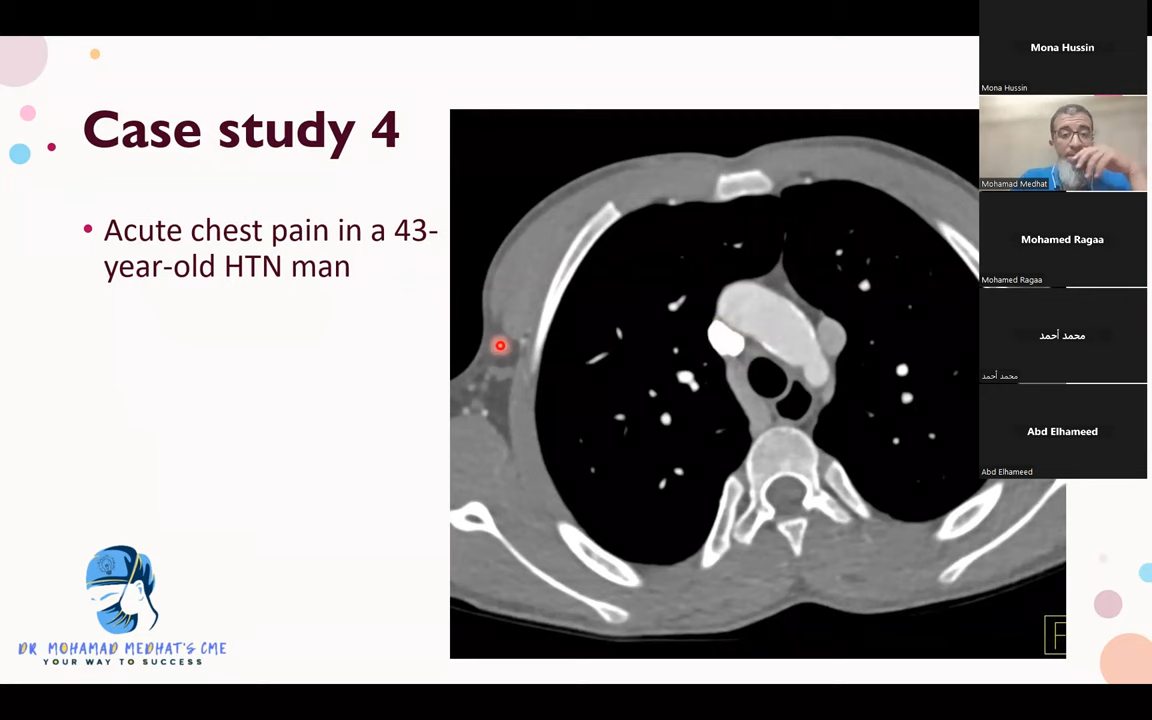 Case study 4
• Acute chest pain in a 43-
year-old HTN man
DR MOHAMAD MEDHAT'S CME
YOUR WAY TO SUCCESS
F
Mona Hussin
Mona Hussin
Mohamad Medhat
Mohamed Ragaa
Mohamed Ragaa
محمد أحمد
محمد أحمد
Abd Elhameed
Abd Elhameed